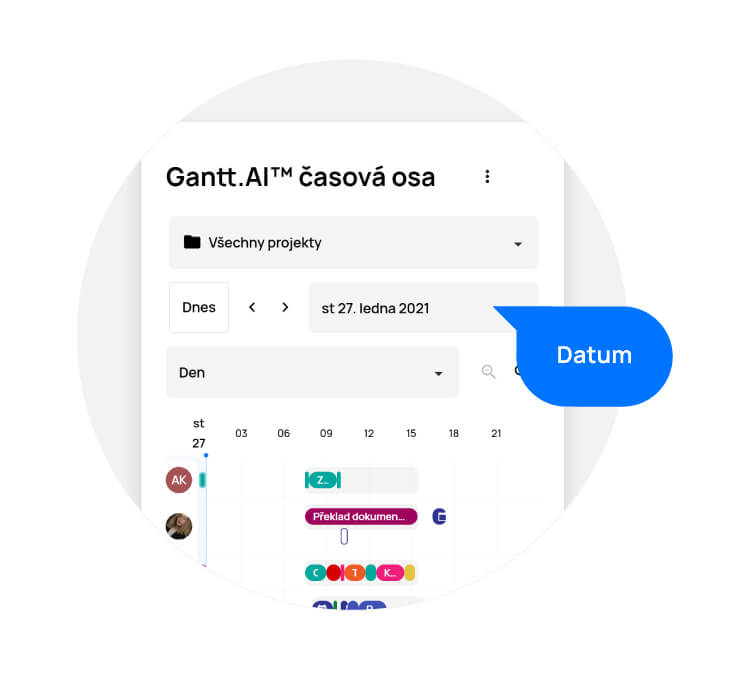 Gantt.AI™ časová osa
Všechny projekty
Dnes
st 27. ledna 2021
Datum
Den
st
27
03 06 09 12 15 18 21
AK
Z...
Překlad dokumen...
C T K...